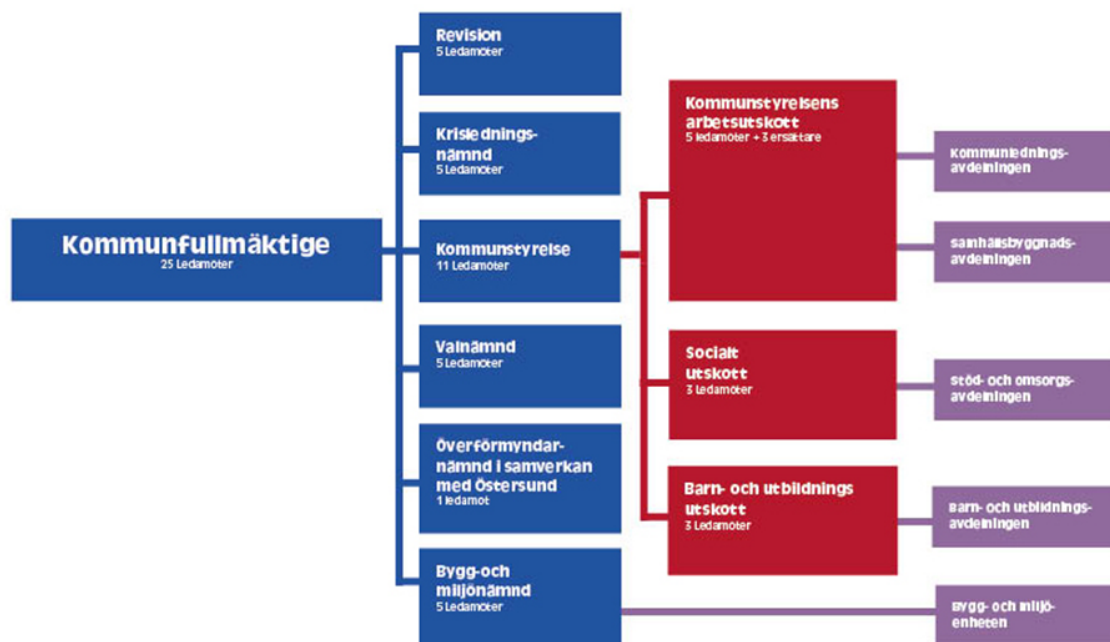 Kommunfullmäktige
25 Ledamöter
Revision
5 Ledamöter
Krislednings-
nämnd
5 Ledamöter
Kommunstyrelse
11 Ledamöter
Valnämnd
5 Ledamöter
Överförmyndar-
nämnd i samverkan
med Östersund
1 ledamot
Bygg-och
miljönämnd
5 Ledamöter
Kommunstyrelsens
arbetsutskott
5 ledamöter + 3 ersättare
Socialt
utskott
3 Ledamöter
Barn- och utbildnings
utskott
3 Ledamöter
Kommunlednings-
avdelningen
samhällsbyggnads-
avdelningen
stöd- och omsorgs-
avdelningen
Barn- och utbildnings-
avdelningen
Bygg- och miljö-
enheten